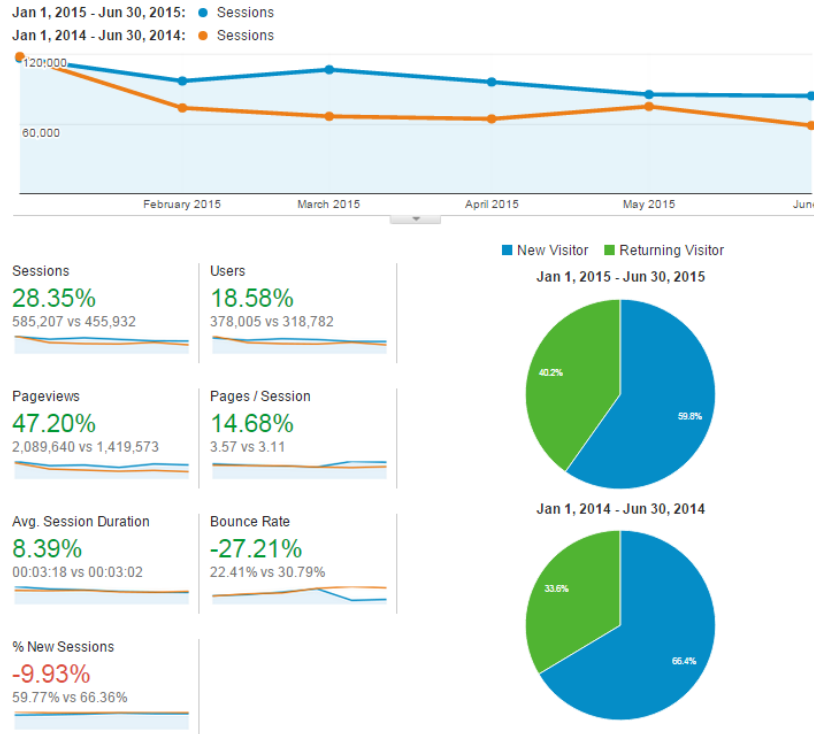 Jan 1, 2015 - Jun 30, 2015: Sessions
Jan 1, 2014 - Jun 30, 2014: Sessions
120,000
60,000
February 2015 March 2015 April 2015 May 2015 June
New Visitor Returning Visitor
Jan 1, 2015 - Jun 30, 2015
Sessions Users
28.35% 18.58%
585,207 vs 455,932 378,005 vs 318,782
40.2%
59.8%
Pageviews Pages / Session
47.20% 14.68%
2,089,640 vs 1,419,573 3.57 vs 3.11
Jan 1, 2014 - Jun 30, 2014
Avg. Session Duration Bounce Rate
8.39% -27.21%
00:03:18 vs 00:03:02 22.41% vs 30.79%
33.6%
66.4%
% New Sessions
-9.93%
59.77% vs 66.36%